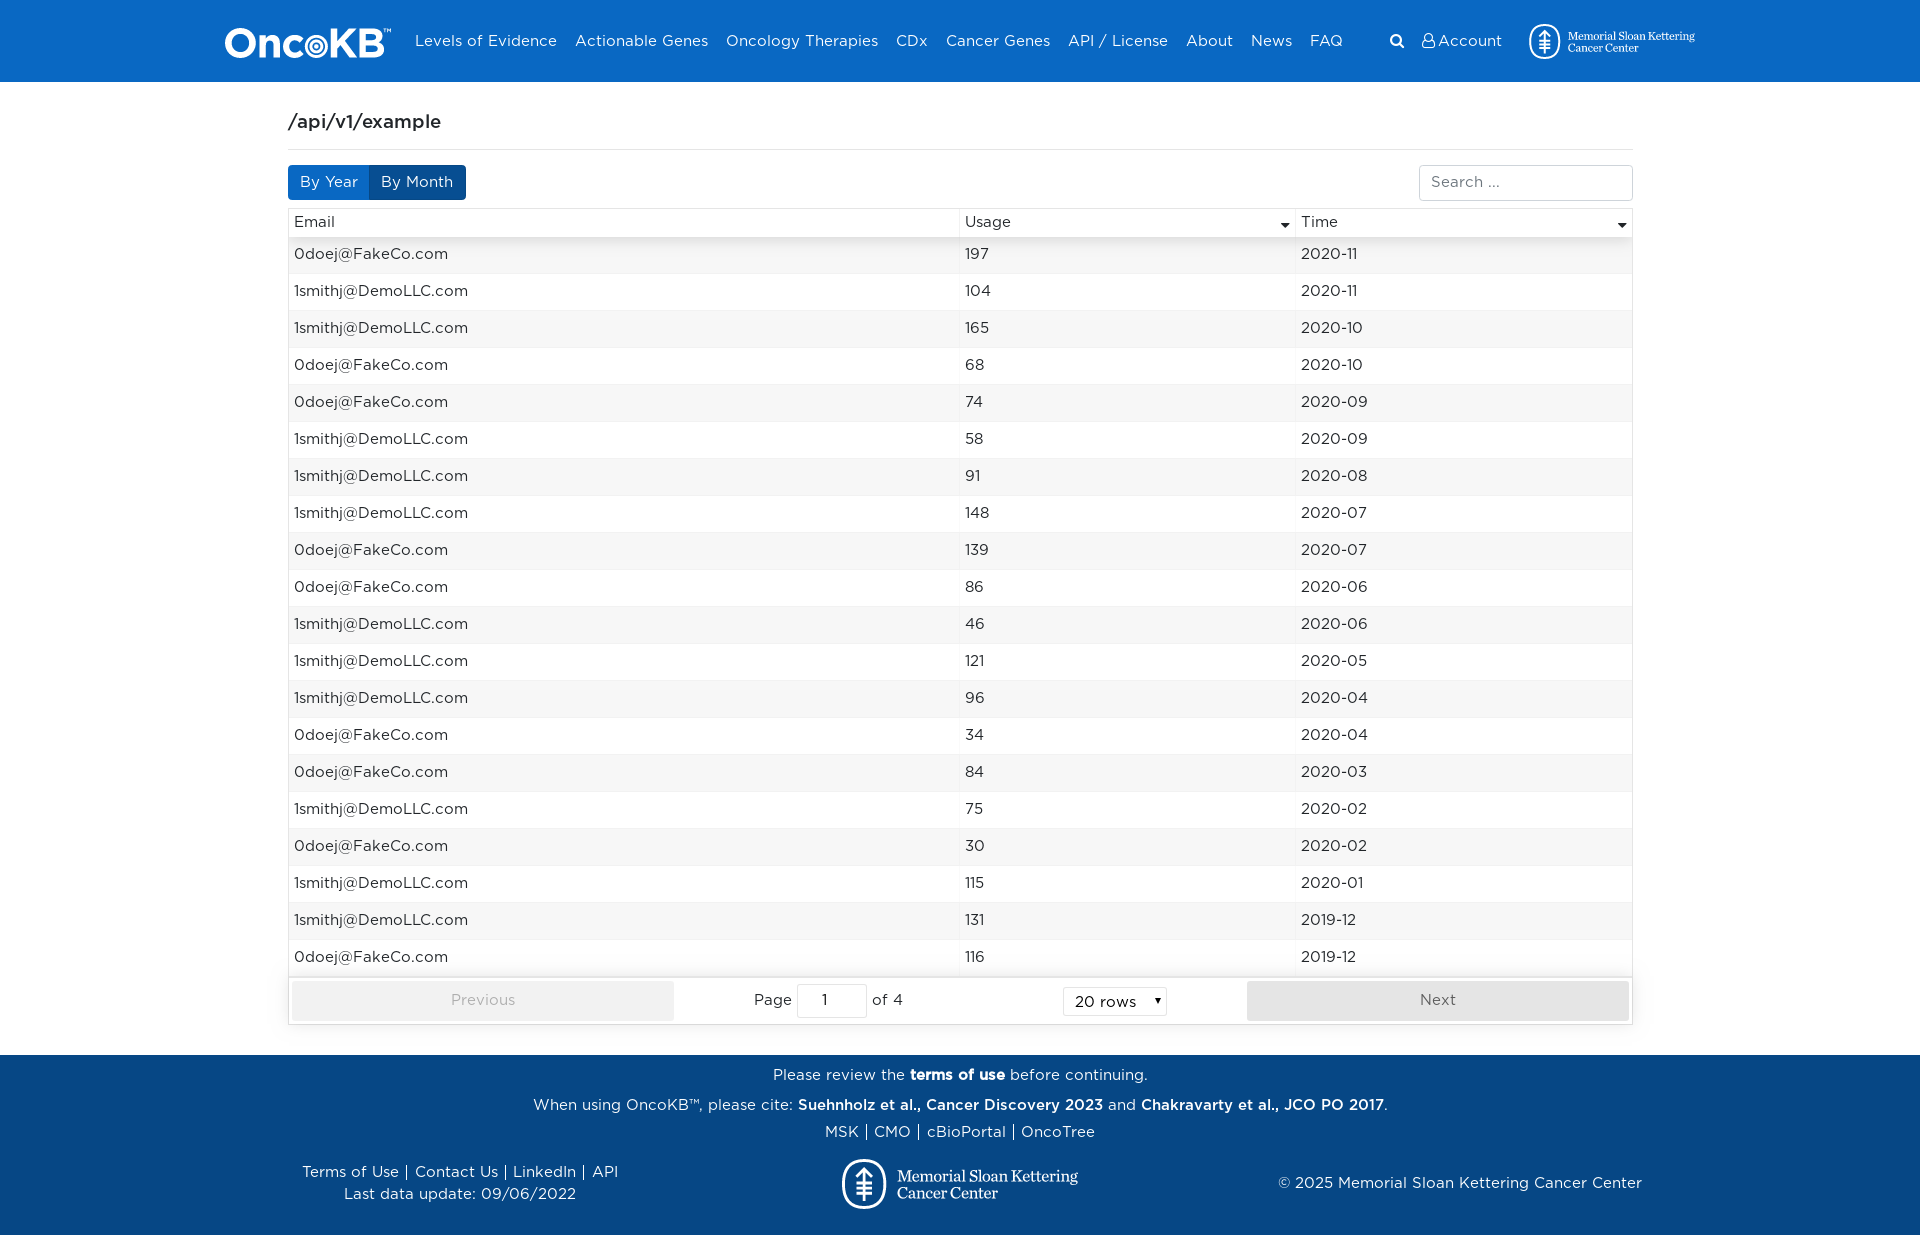 OncoKB™ Levels of Evidence Actionable Genes Oncology Therapies CDx Cancer Genes API / License About News FAQ Account Memorial Sloan Kettering
Cancer Center
/api/v1/example
By Year By Month Search ...
Email Usage Time
0doej@FakeCo.com 197 2020-11
1smithj@DemoLLC.com 104 2020-11
1smithj@DemoLLC.com 165 2020-10
0doej@FakeCo.com 68 2020-10
0doej@FakeCo.com 74 2020-09
1smithj@DemoLLC.com 58 2020-09
1smithj@DemoLLC.com 91 2020-08
1smithj@DemoLLC.com 148 2020-07
0doej@FakeCo.com 139 2020-07
0doej@FakeCo.com 86 2020-06
1smithj@DemoLLC.com 46 2020-06
1smithj@DemoLLC.com 121 2020-05
1smithj@DemoLLC.com 96 2020-04
0doej@FakeCo.com 34 2020-04
0doej@FakeCo.com 84 2020-03
1smithj@DemoLLC.com 75 2020-02
0doej@FakeCo.com 30 2020-02
1smithj@DemoLLC.com 115 2020-01
1smithj@DemoLLC.com 131 2019-12
0doej@FakeCo.com 116 2019-12
Previous Page 1 of 4 20 rows Next
Please review the terms of use before continuing.
When using OncoKB™, please cite: Suehnholz et al., Cancer Discovery 2023 and Chakravarty et al., JCO PO 2017.
MSK | CMO | cBioPortal | OncoTree
Terms of Use | Contact Us | LinkedIn | API
Last data update: 09/06/2022
Memorial Sloan Kettering
Cancer Center
© 2025 Memorial Sloan Kettering Cancer Center